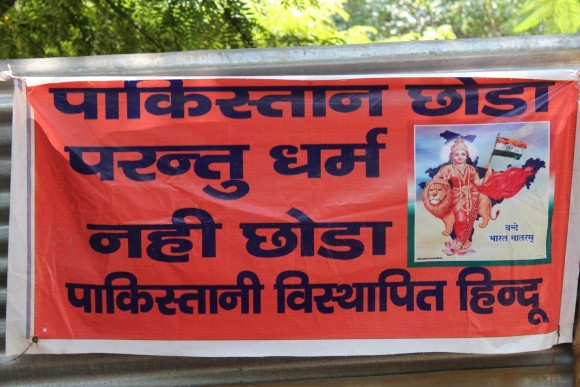 पाकिस्तान छोडा
परन्तु धर्म
नही छोडा
पाकिस्तानी विस्थापित हिन्दू
वन्दे
भारत मातरम्